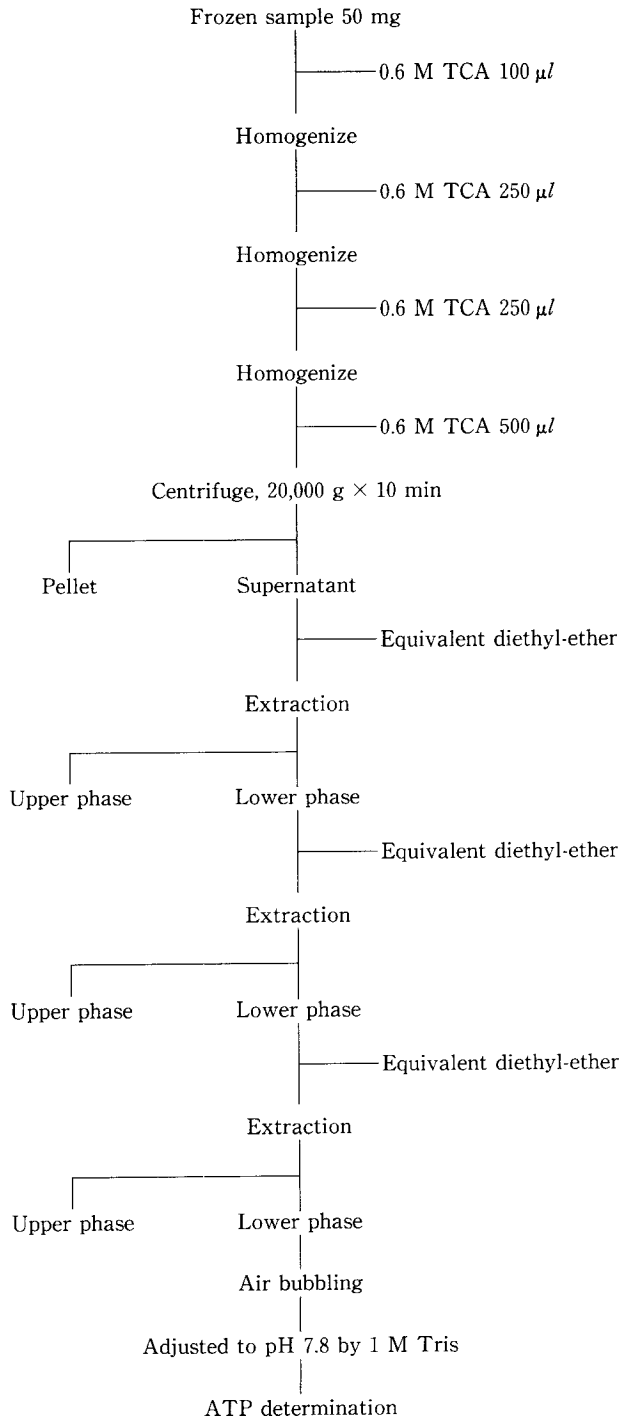 Frozen sample 50 mg
0.6 M TCA 100 μl
Homogenize
0.6 M TCA 250 μl
Homogenize
0.6 M TCA 250 μl
Homogenize
0.6 M TCA 500 μl
Centrifuge, 20,000 g × 10 min
Pellet
Supernatant
Equivalent diethyl-ether
Extraction
Upper phase
Lower phase
Equivalent diethyl-ether
Extraction
Upper phase
Lower phase
Equivalent diethyl-ether
Extraction
Upper phase
Lower phase
Air bubbling
Adjusted to pH 7.8 by 1 M Tris
ATP determination